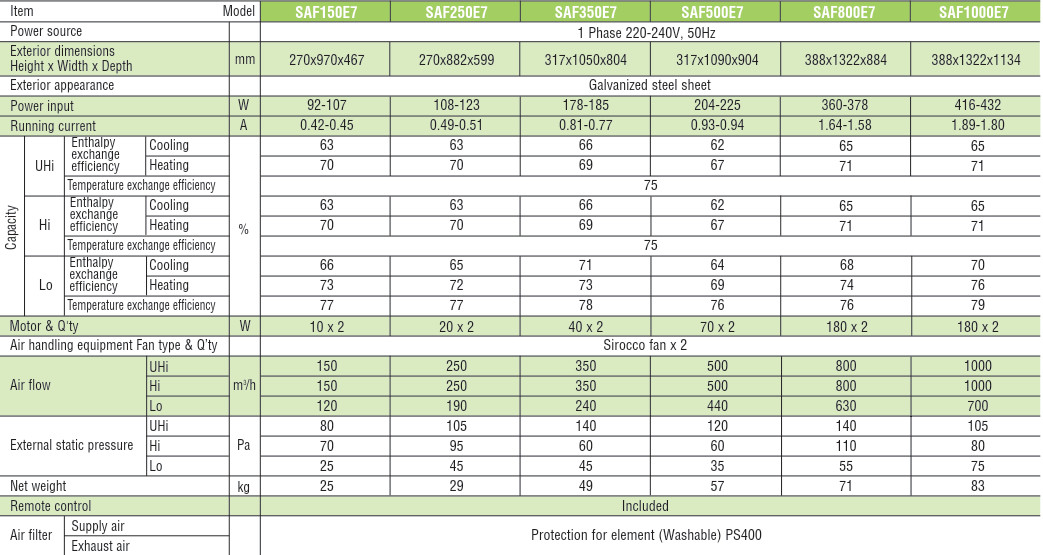 Item Model SAF150E7 SAF250E7 SAF350E7 SAF500E7 SAF800E7 SAF1000E7
Power source 1 Phase 220-240V, 50Hz
Exterior dimensions
Height x Width x Depth mm 270x970x467 270x882x599 317x1050x804 317x1090x904 388x1322x884 388x1322x1134
Exterior appearance Galvanized steel sheet
Power input W 92-107 108-123 178-185 204-225 360-378 416-432
Running current A 0.42-0.45 0.49-0.51 0.81-0.77 0.93-0.94 1.64-1.58 1.89-1.80
Capacity %
UHi Enthalpy
exchange
efficiency
Cooling 63 63 66 62 65 65
Heating 70 70 69 67 71 71
Temperature exchange efficiency 75
Hi Enthalpy
exchange
efficiency
Cooling 63 63 66 62 65 65
Heating 70 70 69 67 71 71
Temperature exchange efficiency 75
Lo Enthalpy
exchange
efficiency
Cooling 66 65 71 64 68 70
Heating 73 72 73 69 74 76
Temperature exchange efficiency 77 77 78 76 76 79
Motor & Q'ty W 10 x 2 20 x 2 40 x 2 70 x 2 180 x 2 180 x 2
Air handling equipment Fan type & Q'ty Sirocco fan x 2
Air flow m³/h
UHi 150 250 350 500 800 1000
Hi 150 250 350 500 800 1000
Lo 120 190 240 440 630 700
External static pressure Pa
UHi 80 105 140 120 140 105
Hi 70 95 60 60 110 80
Lo 25 45 45 35 55 75
Net weight kg 25 29 49 57 71 83
Remote control Included
Air filter Supply air Protection for element (Washable) PS400
Exhaust air